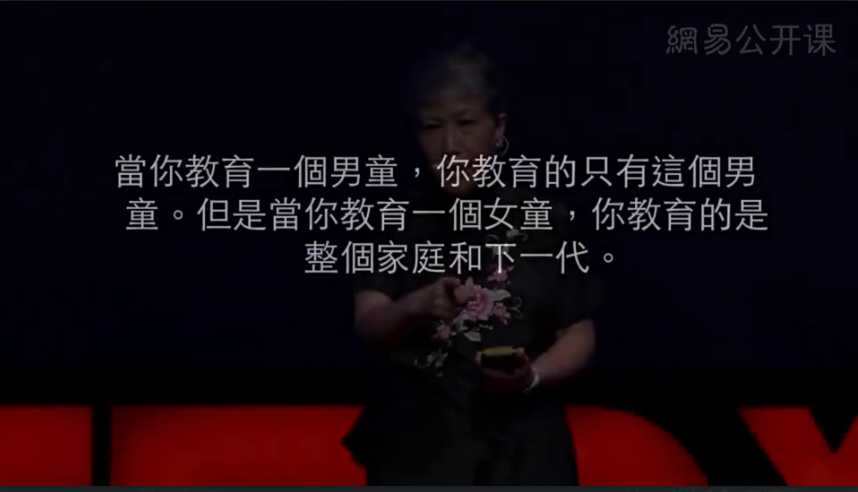 網易公开课
當你教育一個男童，你教育的只有這個男
童。但是當你教育一個女童，你教育的是
整個家庭和下一代。